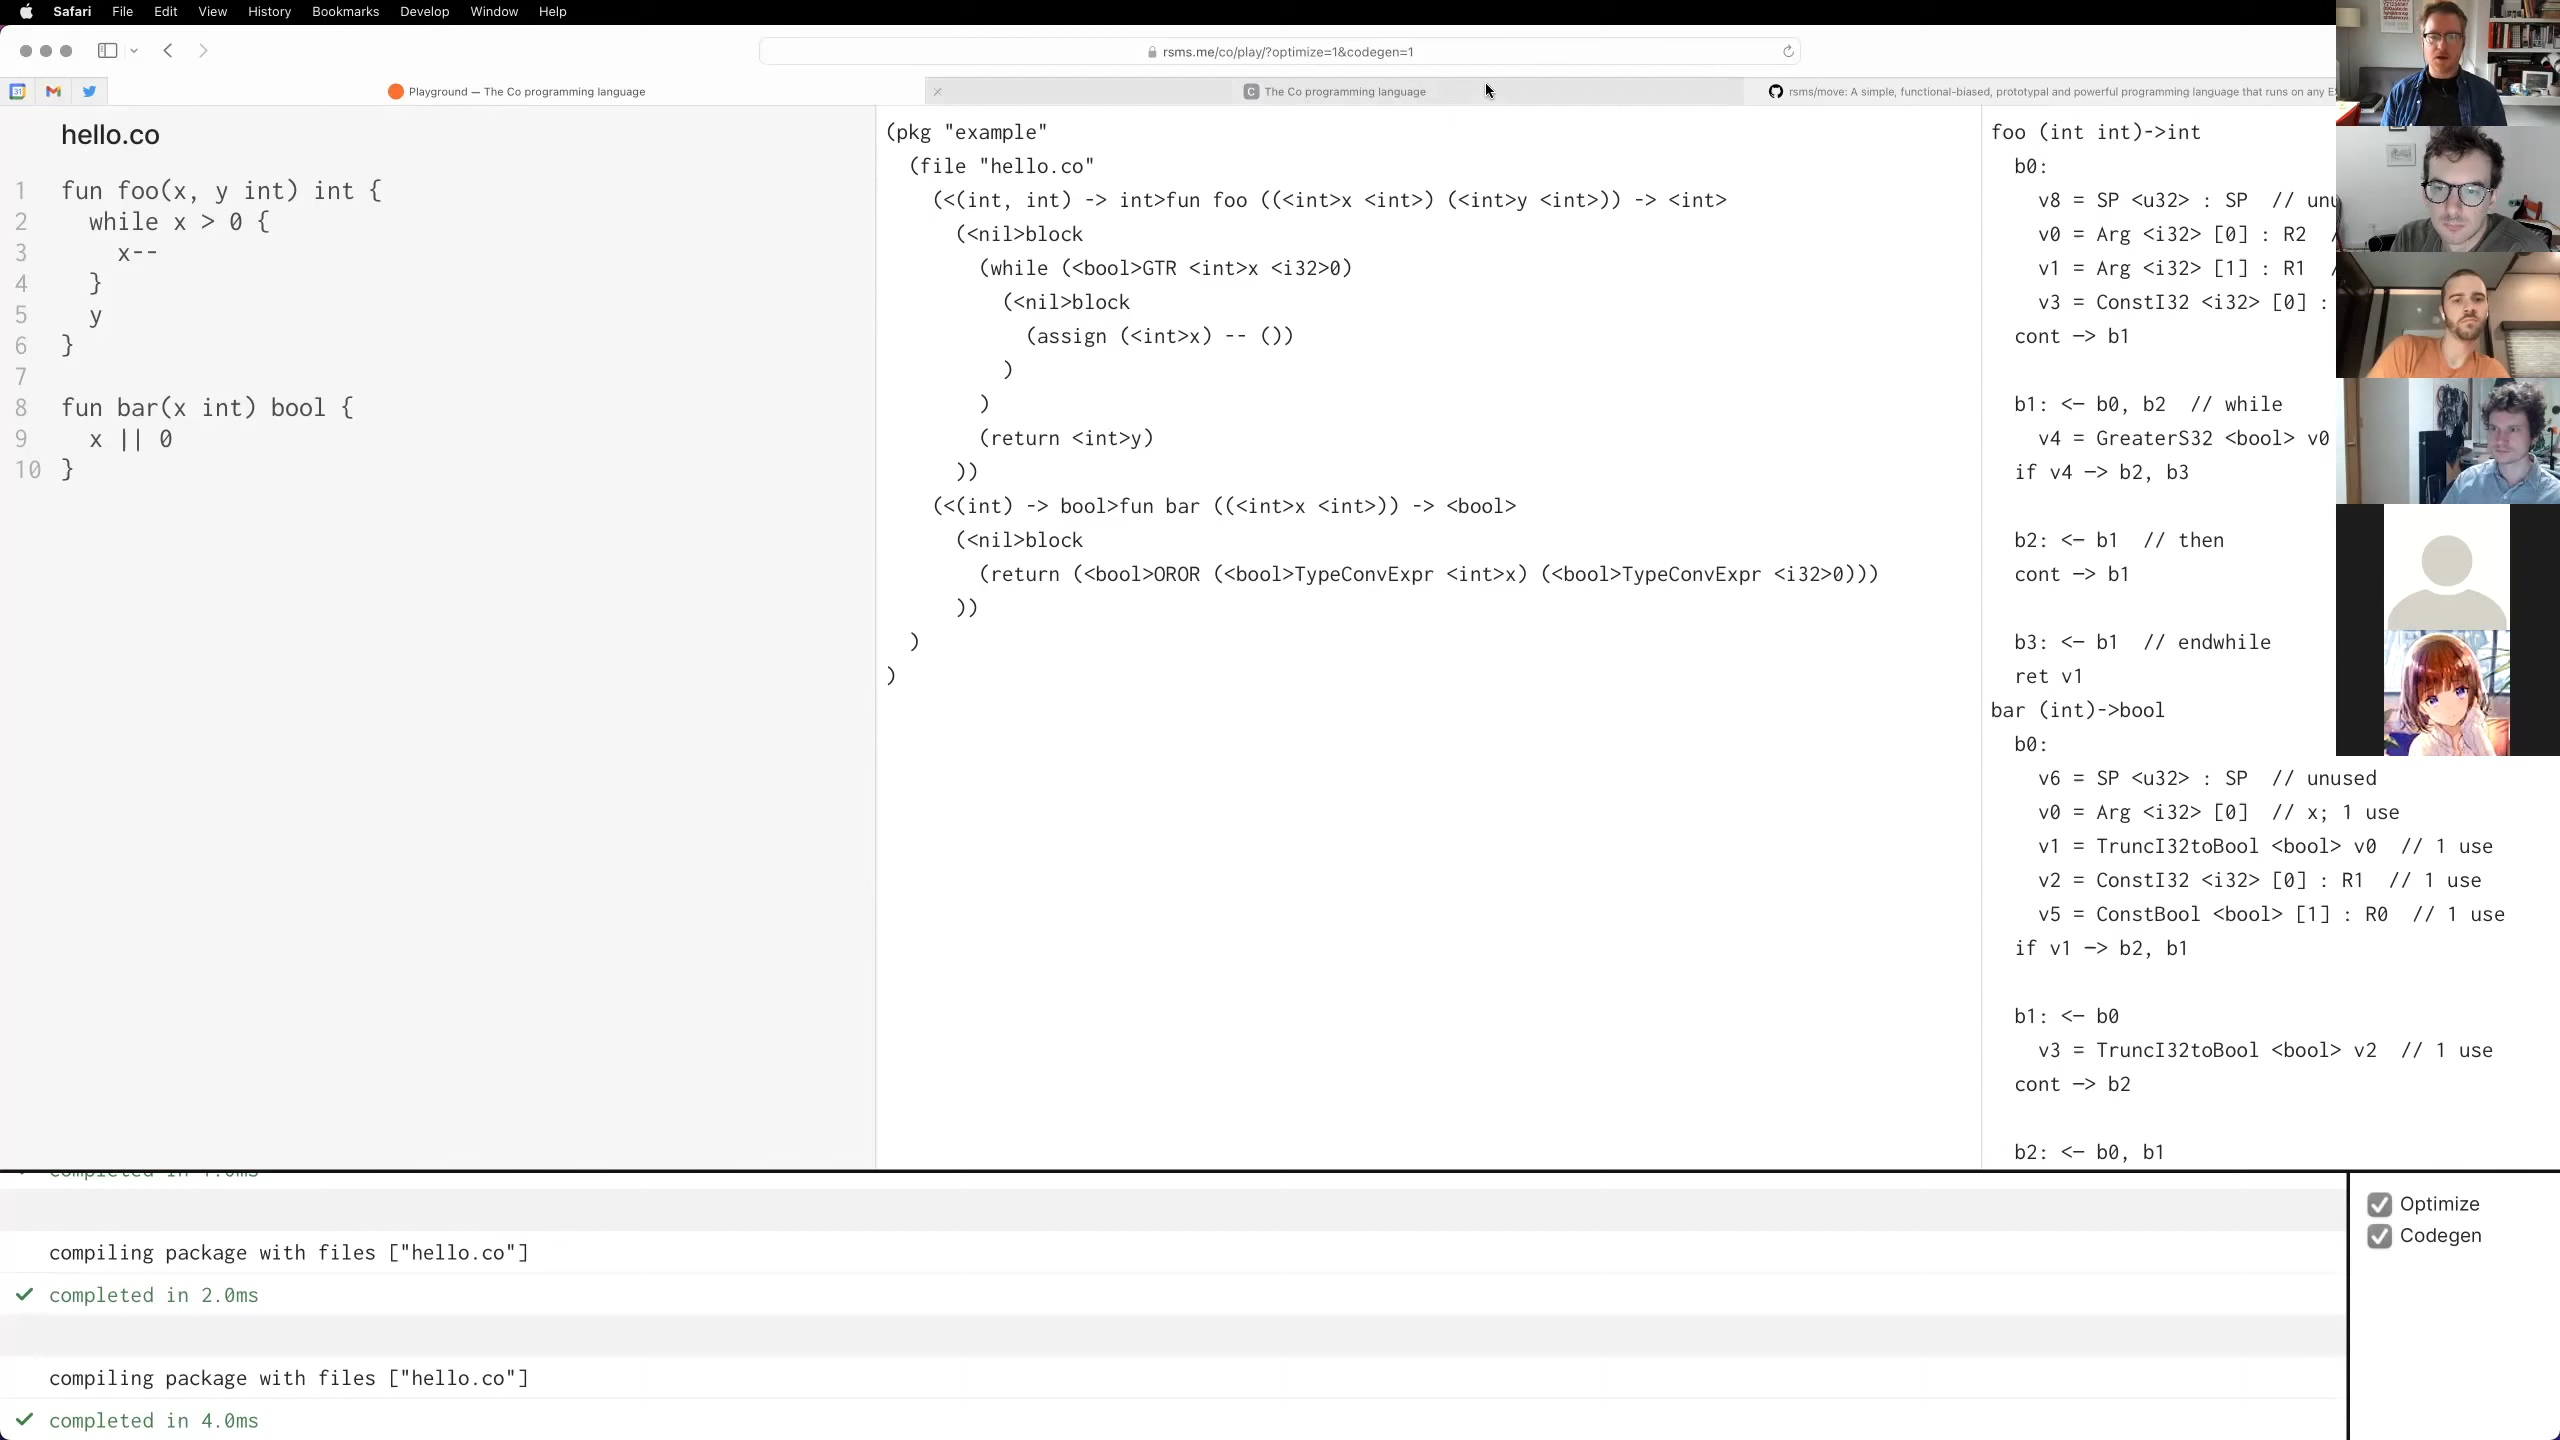 Safari File Edit View History Bookmarks Develop Window Help
rsms.me/co/play/?optimize=1&codegen=1
31
Playground — The Co programming language
C The Co programming language
rsms/move: A simple, functional-biased, prototypal and powerful programming language that runs on any
hello.co
1 fun foo(x, y int) int {
2 while x > 0 {
3 x--
4 }
5 y
6 }
7
8 fun bar(x int) bool {
9 x || 0
10 }
(pkg "example"
(file "hello.co"
(<(int, int) -> int>fun foo ((<int>x <int>) (<int>y <int>)) -> <int>
(<nil>block
(while (<bool>GTR <int>x <i32>0)
(<nil>block
(assign (<int>x) -- ())
)
)
(return <int>y)
))
(<(int) -> bool>fun bar ((<int>x <int>)) -> <bool>
(<nil>block
(return (<bool>OROR (<bool>TypeConvExpr <int>x) (<bool>TypeConvExpr <i32>0)))
))
)
)
foo (int int)->int
b0:
v8 = SP <u32> : SP //
v0 = Arg <i32> [0] : R2
v1 = Arg <i32> [1] : R1
v3 = ConstI32 <i32> [0] :
cont —> b1
b1: <— b0, b2 // while
v4 = GreaterS32 <bool> v0
if v4 —> b2, b3
b2: <— b1 // then
cont —> b1
b3: <— b1 // endwhile
ret v1
bar (int)->bool
b0:
v6 = SP <u32> : SP // unused
v0 = Arg <i32> [0] // x; 1 use
v1 = TruncI32toBool <bool> v0 // 1 use
v2 = ConstI32 <i32> [0] : R1 // 1 use
v5 = ConstBool <bool> [1] : R0 // 1 use
if v1 —> b2, b1
b1: <— b0
v3 = TruncI32toBool <bool> v2 // 1 use
cont —> b2
b2: <— b0, b1
compiling package with files ["hello.co"]
✓ completed in 2.0ms
compiling package with files ["hello.co"]
✓ completed in 4.0ms
Optimize
Codegen